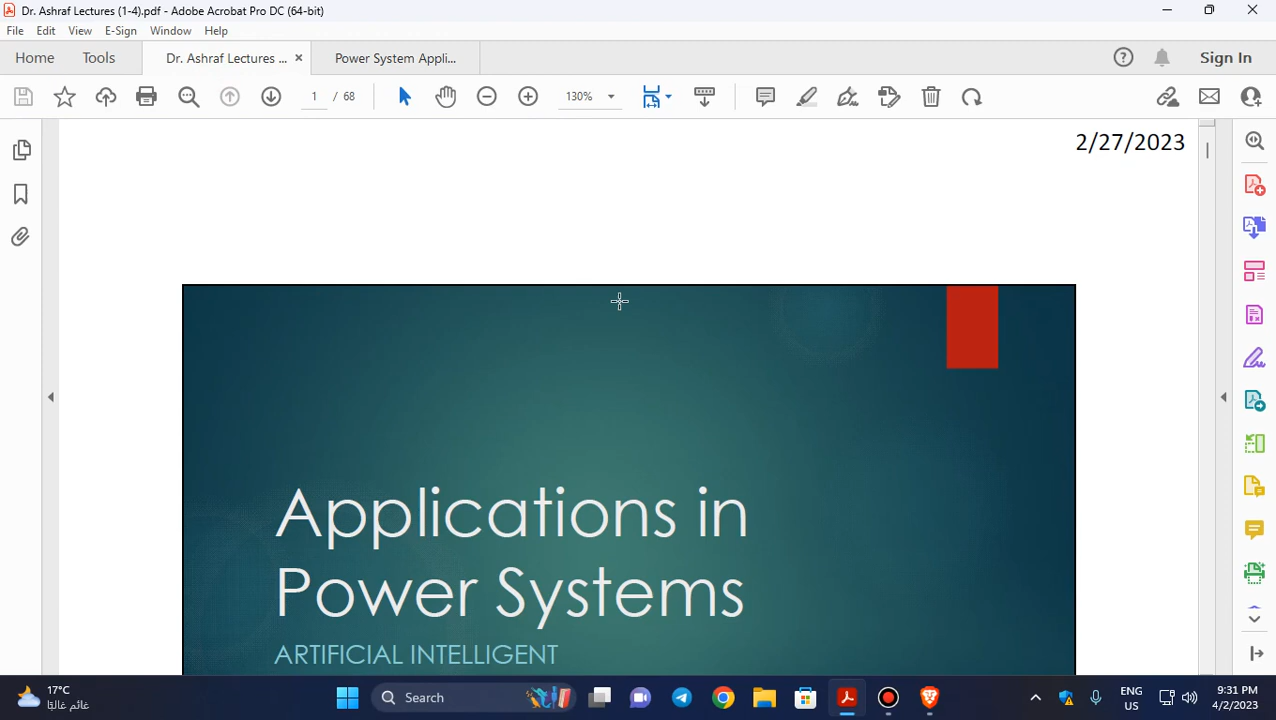 Dr. Ashraf Lectures (1-4).pdf - Adobe Acrobat Pro DC (64-bit)
File Edit View E-Sign Window Help
Home Tools Dr. Ashraf Lectures ... × Power System Appli... Sign In
1 / 68 130%
2/27/2023
Applications in
Power Systems
ARTIFICIAL INTELLIGENT
17°C
غائم غالبًا
Search
ENG
US
9:31 PM
4/2/2023